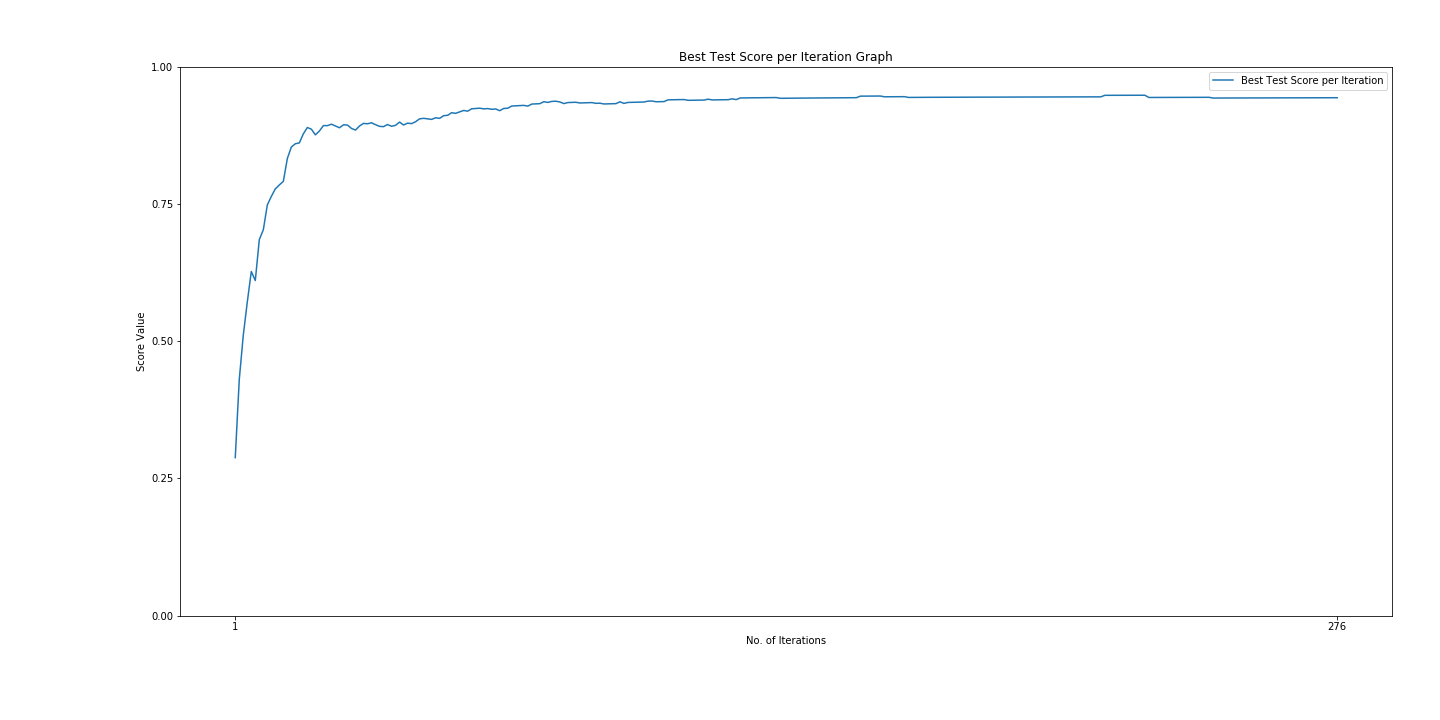 Best Test Score per Iteration Graph
1.00
Best Test Score per Iteration
0.75
0.50
Score Value
0.25
0.00
1
276
No. of Iterations